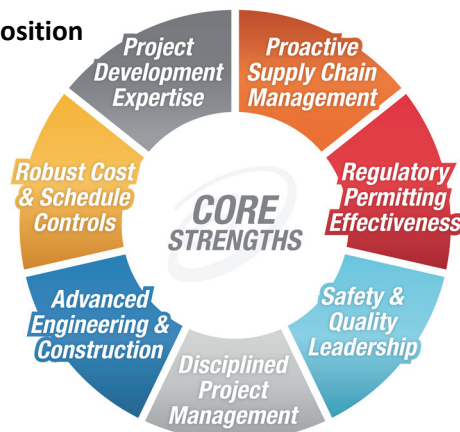 osition
Project
Development
Expertise
Proactive
Supply Chain
Management
Regulatory
Permitting
Effectiveness
Safety &
Quality
Leadership
Disciplined
Project
Management
Advanced
Engineering &
Construction
Robust Cost
& Schedule
Controls
CORE
STRENGTHS